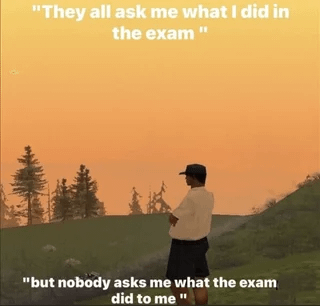 "They all ask me what I did in
the exam "
"but nobody asks me what the exam
did to me "